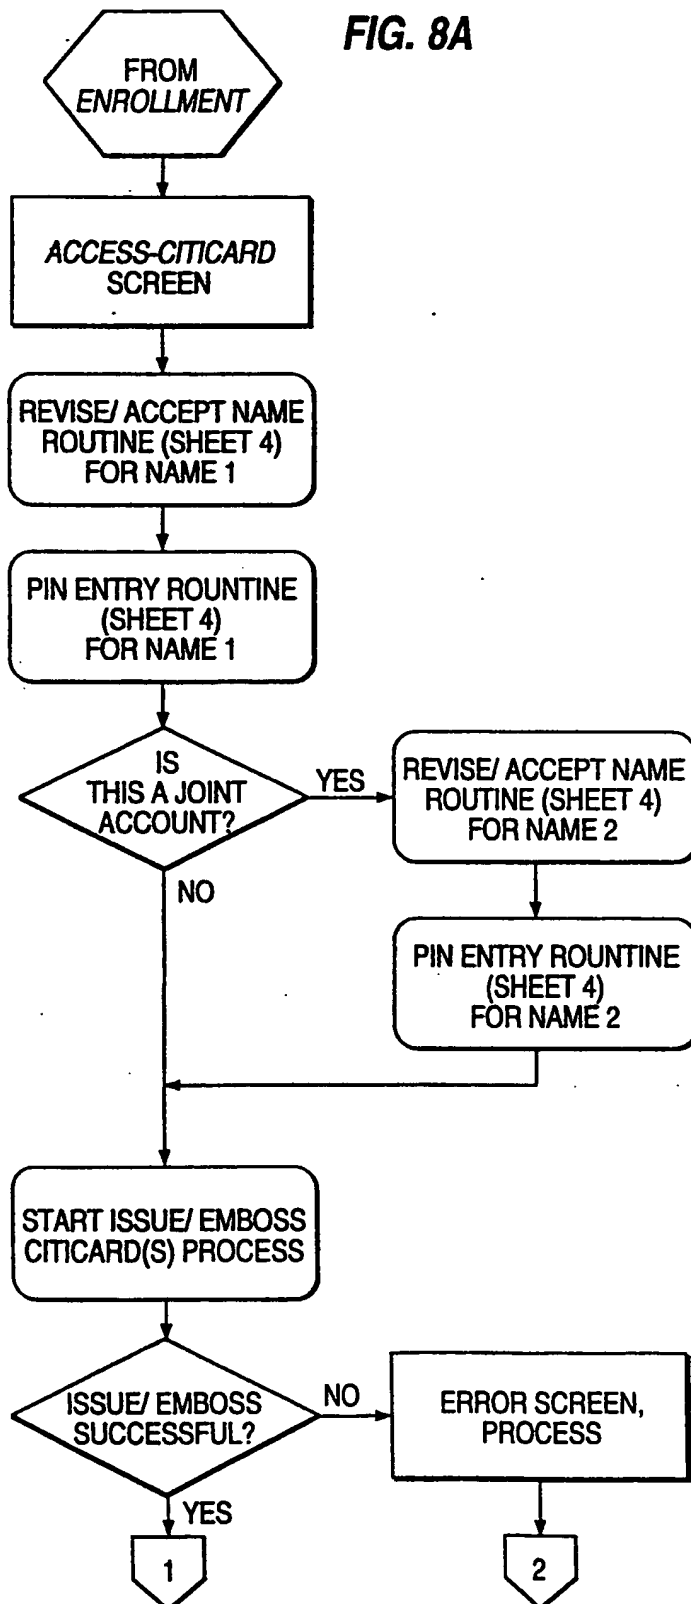 FIG. 8A
FROM
ENROLLMENT
ACCESS-CITICARD
SCREEN
REVISE/ ACCEPT NAME
ROUTINE (SHEET 4)
FOR NAME 1
PIN ENTRY ROUNTINE
(SHEET 4)
FOR NAME 1
IS
THIS A JOINT
ACCOUNT?
YES
REVISE/ ACCEPT NAME
ROUTINE (SHEET 4)
FOR NAME 2
NO
PIN ENTRY ROUNTINE
(SHEET 4)
FOR NAME 2
START ISSUE/ EMBOSS
CITICARD(S) PROCESS
ISSUE/ EMBOSS
SUCCESSFUL?
NO
ERROR SCREEN,
PROCESS
YES
1
2